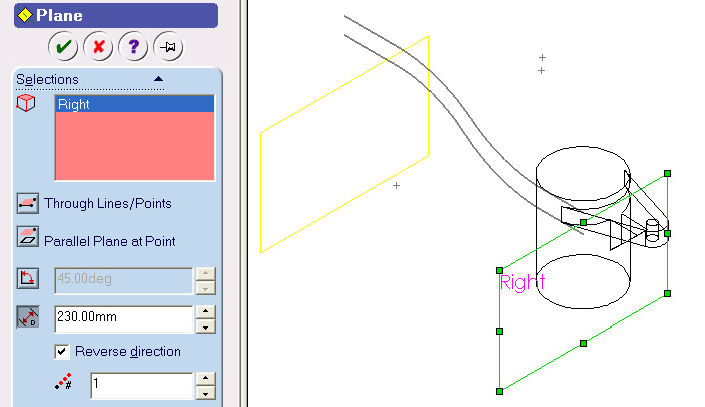 Plane
?
Selections
Right
Through Lines/Points
Parallel Plane at Point
45.00deg
D
230.00mm
Reverse direction
#
1
Right